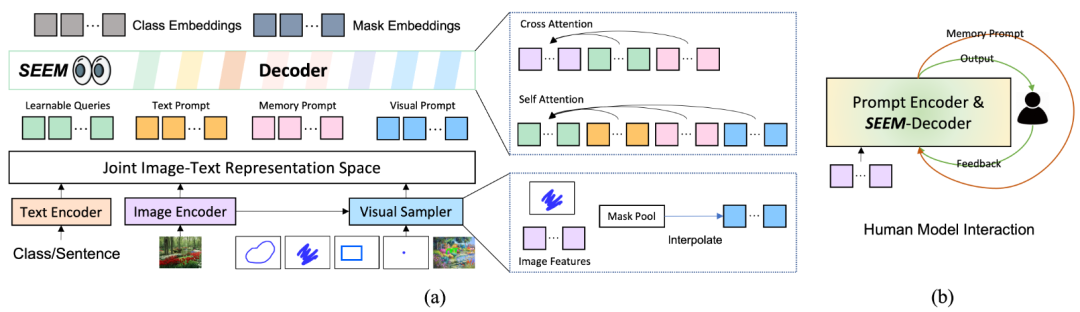 Class Embeddings
Mask Embeddings
SEEM
Decoder
Learnable Queries
Text Prompt
Memory Prompt
Visual Prompt
Joint Image-Text Representation Space
Text Encoder
Image Encoder
Visual Sampler
Class/Sentence
Cross Attention
Self Attention
Mask Pool
Interpolate
Image Features
(a)
Memory Prompt
Output
Prompt Encoder &
SEEM-Decoder
Feedback
Human Model Interaction
(b)